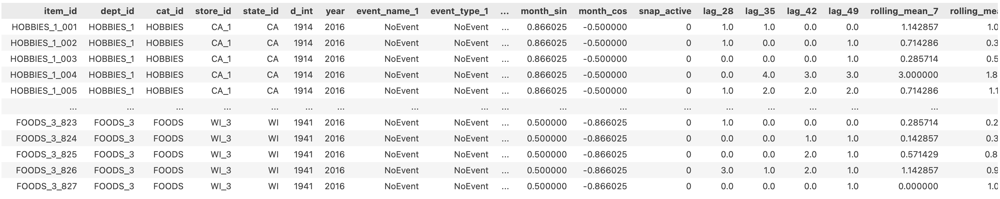 item_id dept_id cat_id store_id state_id d_int year event_name_1 event_type_1 ... month_sin month_cos snap_active lag_28 lag_35 lag_42 lag_49 rolling_mean_7 rolling_mea
HOBBIES_1_001 HOBBIES_1 HOBBIES CA_1 CA 1914 2016 NoEvent NoEvent ... 0.866025 -0.500000 0 1.0 1.0 0.0 0.0 1.142857 1.0
HOBBIES_1_002 HOBBIES_1 HOBBIES CA_1 CA 1914 2016 NoEvent NoEvent ... 0.866025 -0.500000 0 1.0 0.0 0.0 1.0 0.714286 0.3
HOBBIES_1_003 HOBBIES_1 HOBBIES CA_1 CA 1914 2016 NoEvent NoEvent ... 0.866025 -0.500000 0 0.0 0.0 0.0 1.0 0.285714 0.5
HOBBIES_1_004 HOBBIES_1 HOBBIES CA_1 CA 1914 2016 NoEvent NoEvent ... 0.866025 -0.500000 0 0.0 4.0 3.0 3.0 3.000000 1.8
HOBBIES_1_005 HOBBIES_1 HOBBIES CA_1 CA 1914 2016 NoEvent NoEvent ... 0.866025 -0.500000 0 1.0 2.0 2.0 2.0 0.714286 1.1
... ... ... ... ... ... ... ... ... ... ... ... ... ... ... ... ... ...
FOODS_3_823 FOODS_3 FOODS WI_3 WI 1941 2016 NoEvent NoEvent ... 0.500000 -0.866025 0 1.0 0.0 0.0 0.0 0.285714 0.2
FOODS_3_824 FOODS_3 FOODS WI_3 WI 1941 2016 NoEvent NoEvent ... 0.500000 -0.866025 0 0.0 0.0 1.0 1.0 0.142857 0.3
FOODS_3_825 FOODS_3 FOODS WI_3 WI 1941 2016 NoEvent NoEvent ... 0.500000 -0.866025 0 0.0 0.0 2.0 1.0 0.571429 0.8
FOODS_3_826 FOODS_3 FOODS WI_3 WI 1941 2016 NoEvent NoEvent ... 0.500000 -0.866025 0 3.0 1.0 2.0 1.0 1.142857 0.9
FOODS_3_827 FOODS_3 FOODS WI_3 WI 1941 2016 NoEvent NoEvent ... 0.500000 -0.866025 0 0.0 0.0 0.0 1.0 0.000000 1.0